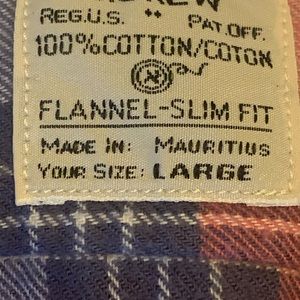 REG.U.S. PAT.OFF.
100%COTTON/COTON
FLANNEL-SLIM FIT
MADE IN: MAURITIUS
YOUR SIZE: LARGE